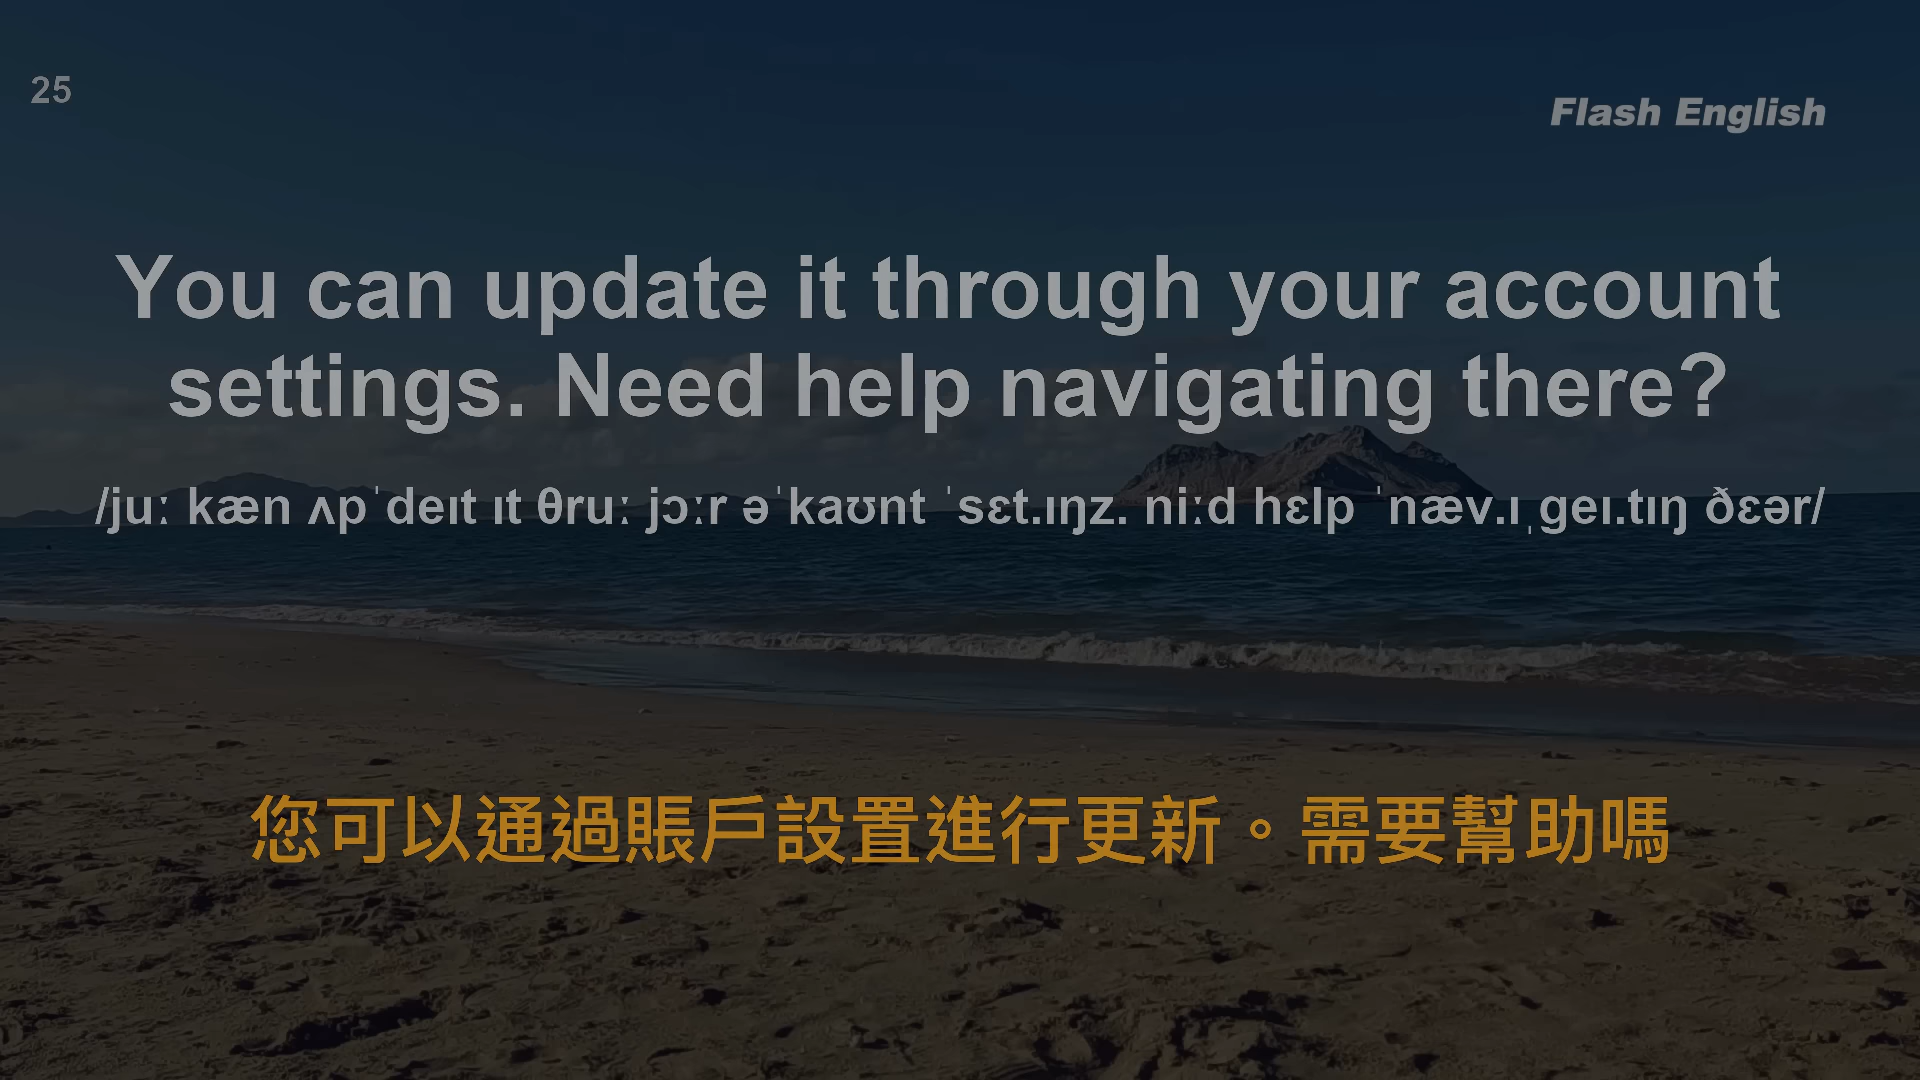 25
Flash English
You can update it through your account
settings. Need help navigating there?
/juː kæn ʌpˈdeɪt ɪt θruː jɔːr əˈkaʊnt ˈsɛt.ɪŋz. niːd hɛlp ˈnæv.ɪˌgeɪ.tɪŋ ðɛər/
您可以通過賬戶設置進行更新。需要幫助嗎